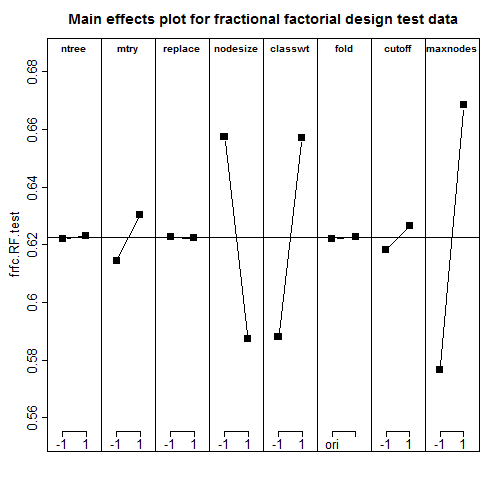 Main effects plot for fractional factorial design test data
ntree mtry replace nodesize classwt fold cutoff maxnodes
0.68
0.66
0.64
0.62
0.6
0.58
0.56
frfc.RF.test
-1 1 -1 1 -1 1 -1 1 -1 1 ori -1 1 -1 1